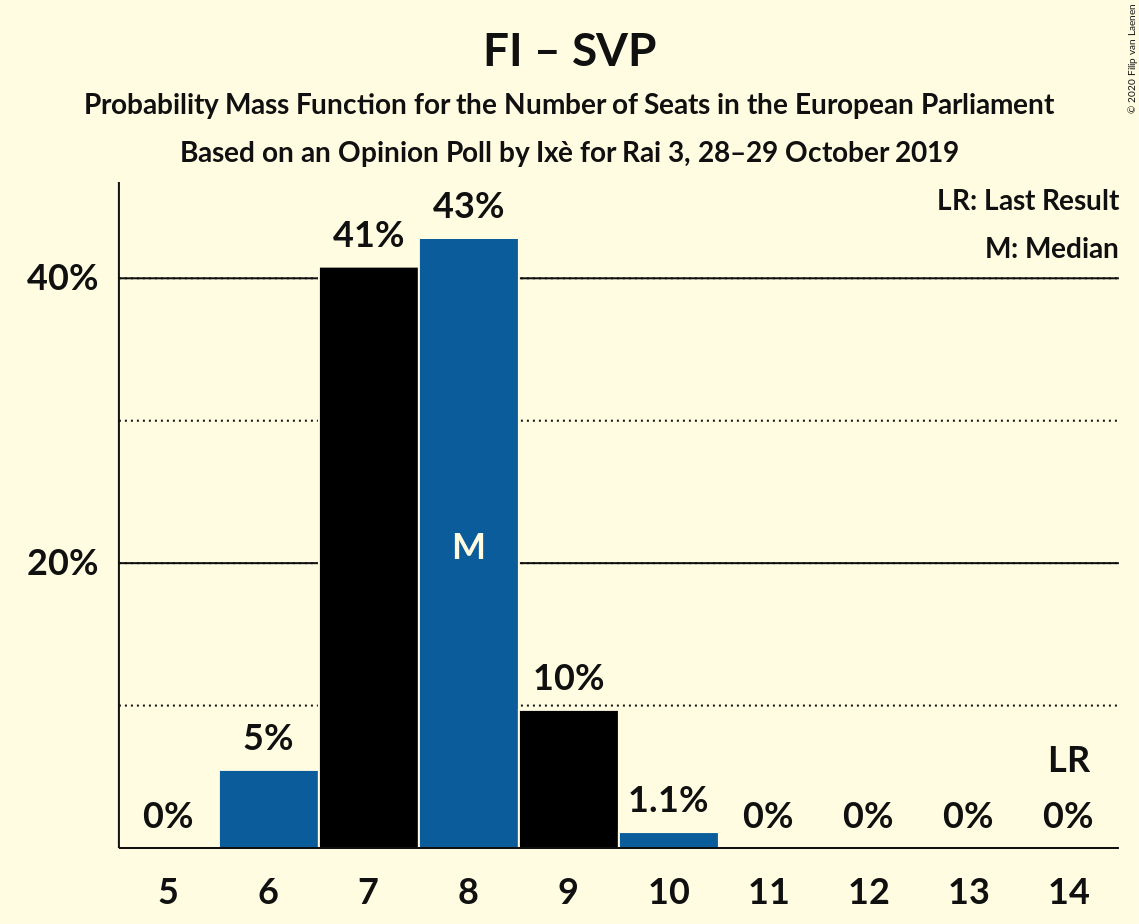 FI – SVP
Probability Mass Function for the Number of Seats in the European Parliament
Based on an Opinion Poll by Ixè for Rai 3, 28–29 October 2019
© 2020 Filip van Laenen
LR: Last Result
M: Median
40%
20%
0%
5%
41%
43%
M
10%
1.1%
0%
0%
0%
LR
0%
5 6 7 8 9 10 11 12 13 14